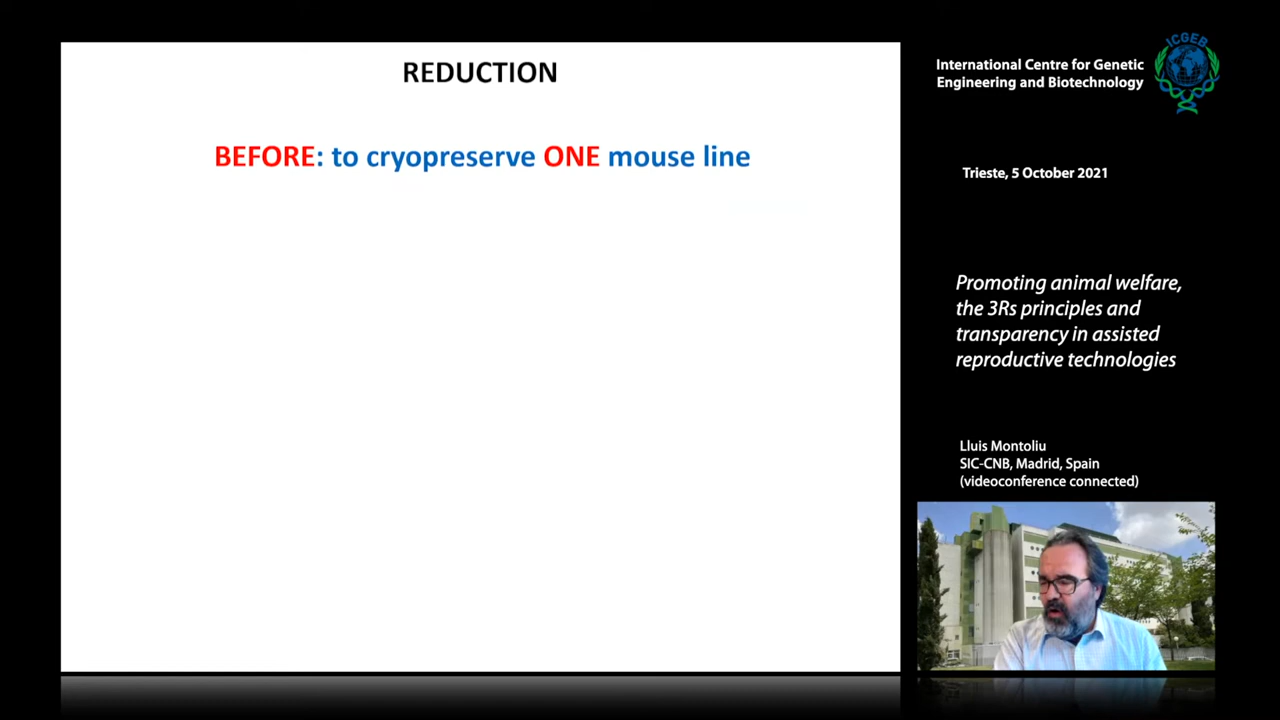 REDUCTION
BEFORE: to cryopreserve ONE mouse line
International Centre for Genetic
Engineering and Biotechnology
ICGEB
Trieste, 5 October 2021
Promoting animal welfare,
the 3Rs principles and
transparency in assisted
reproductive technologies
Lluis Montoliu
SIC-CNB, Madrid, Spain
(videoconference connected)